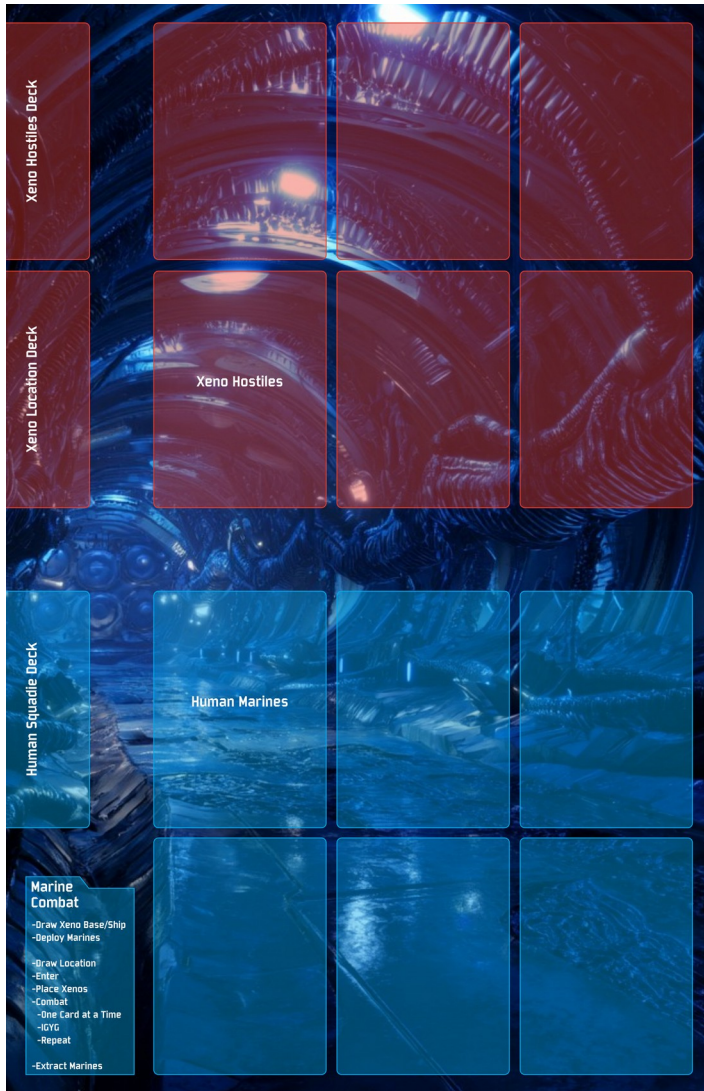 Xeno Hostiles Deck
Xeno Location Deck
Xeno Hostiles
Human Squadie Deck
Human Marines
Marine
Combat
-Draw Xeno Base/Ship
-Deploy Marines
-Draw Location
-Enter
-Place Xenos
-Combat
-One Card at a Time
-IGYG
-Repeat
-Extract Marines